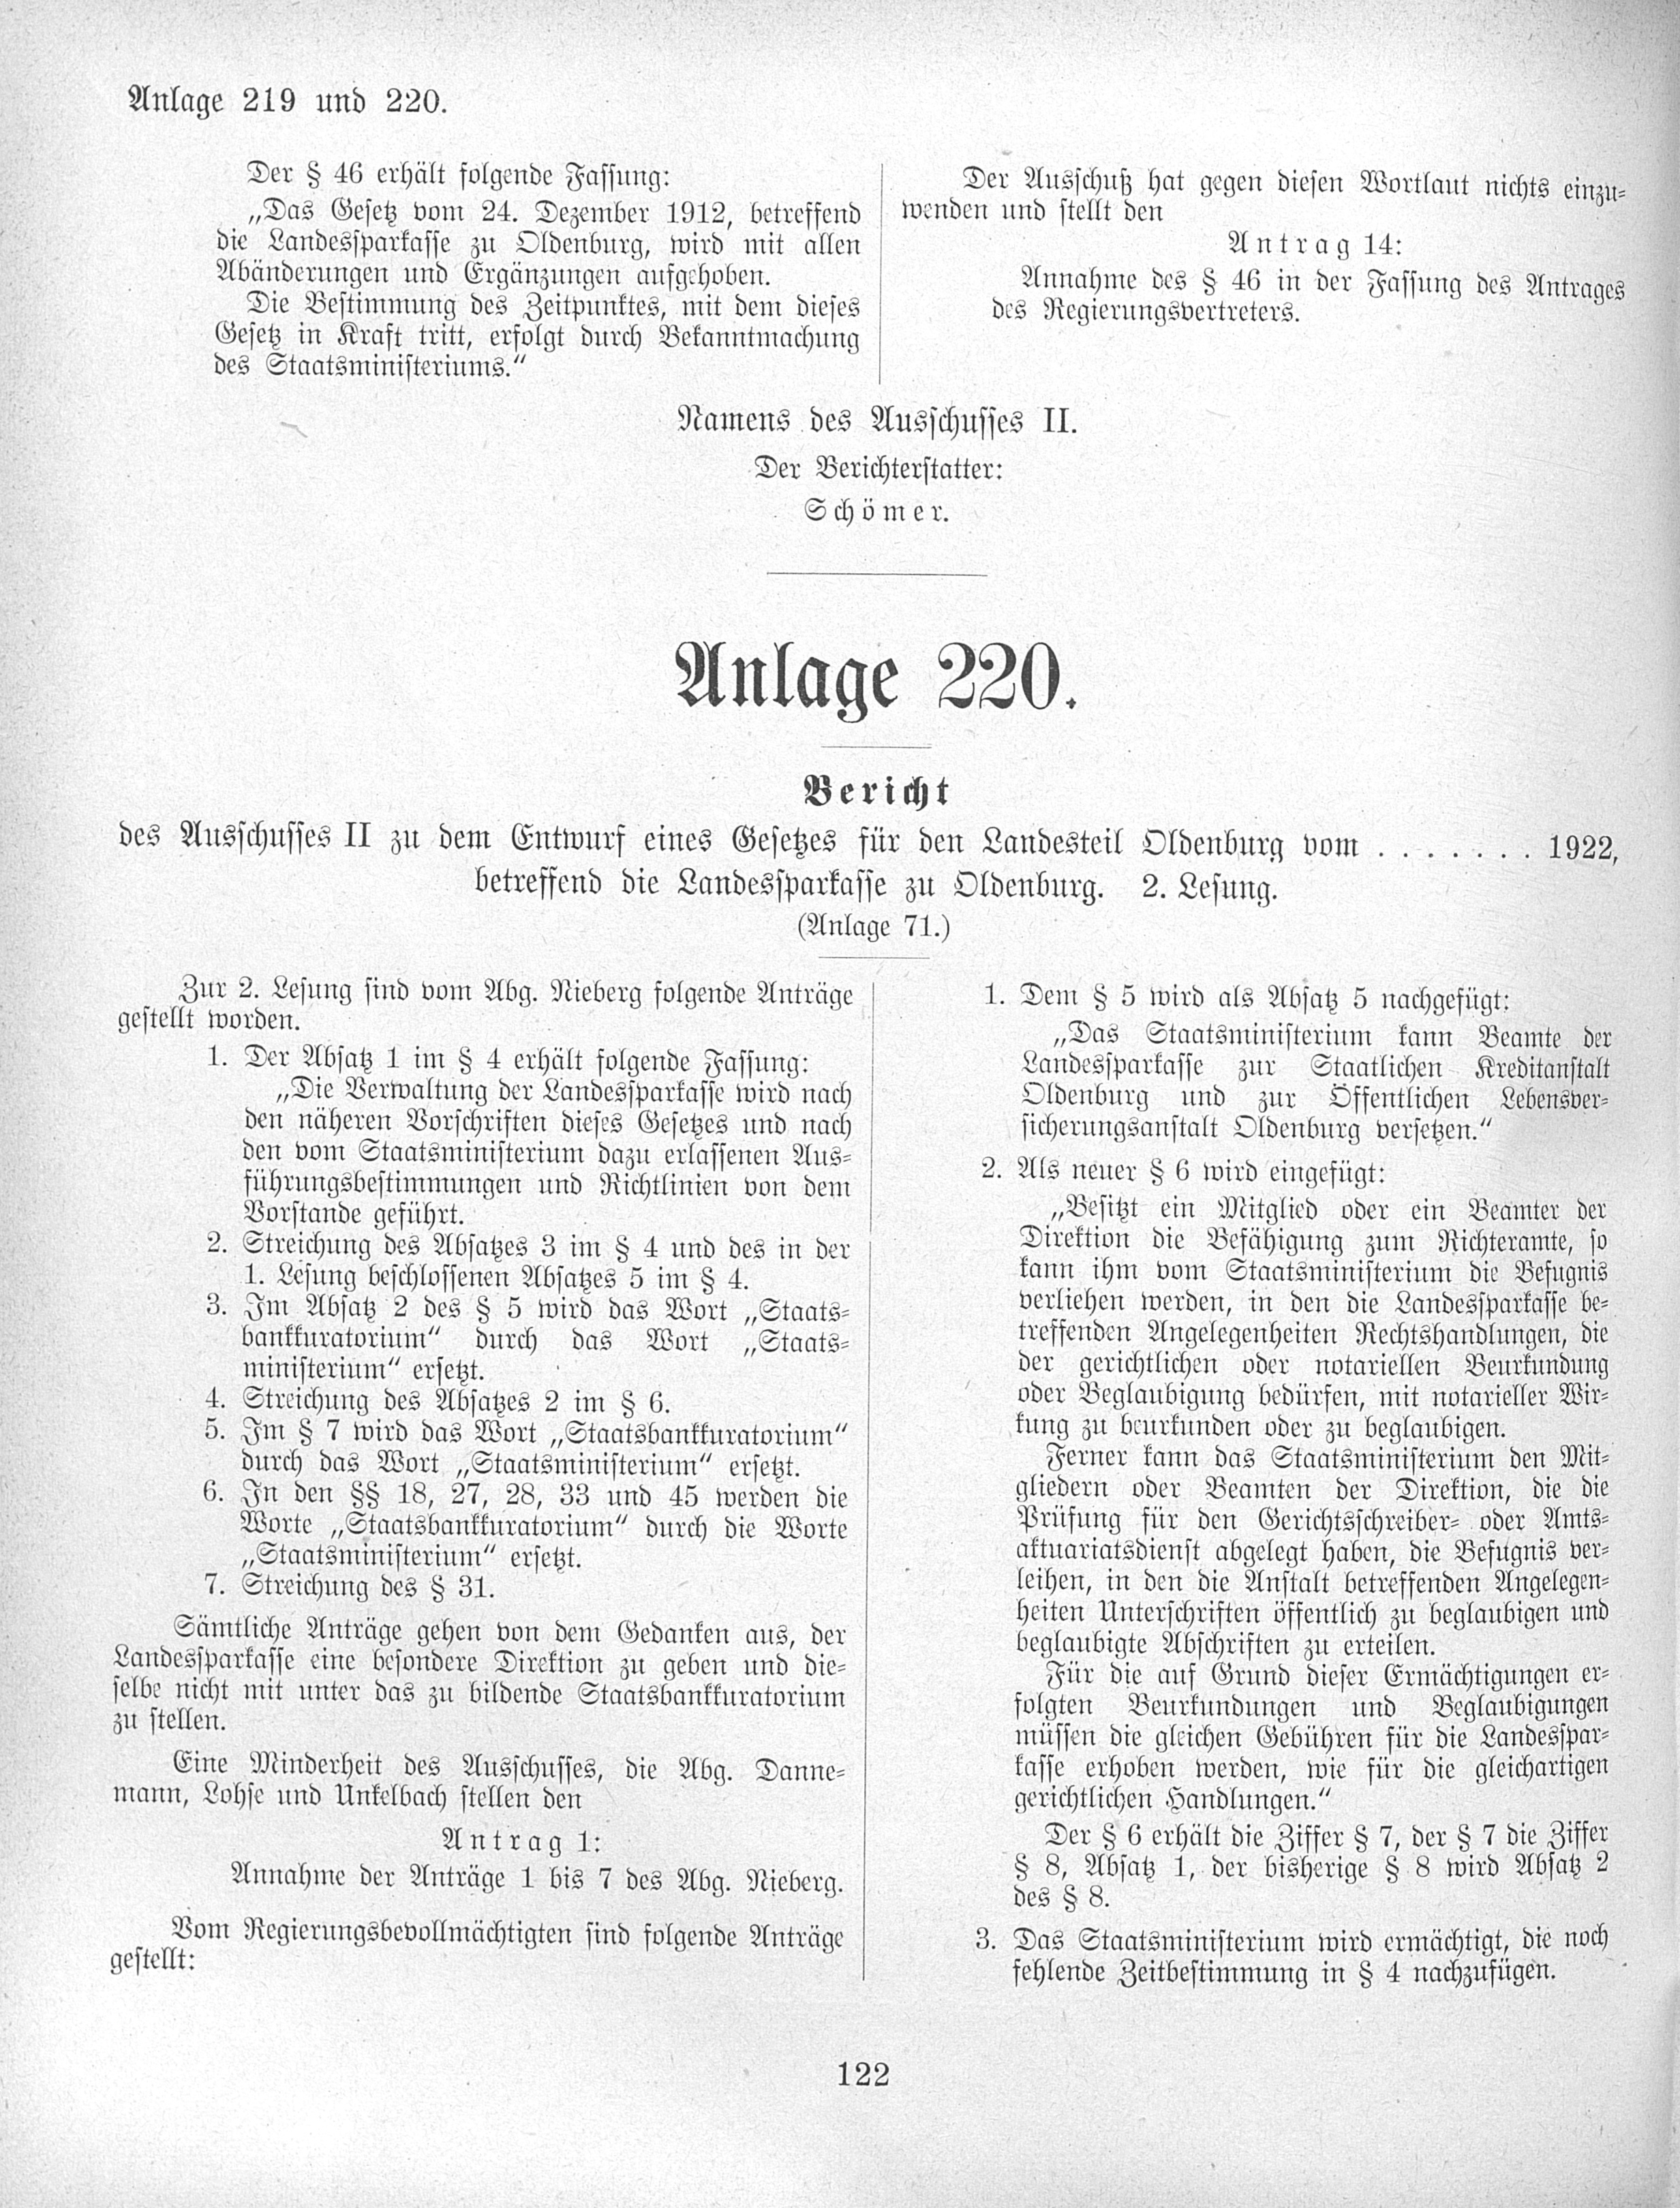 Anlage 219 und 220.
Der § 46 erhält folgende Fassung:
„Das Gesetz vom 24. Dezember 1912, betreffend
die Landessparkasse zu Oldenburg, wird mit allen
Abänderungen und Ergänzungen aufgehoben.
Die Bestimmung des Zeitpunktes, mit dem dieses
Gesetz in Kraft tritt, erfolgt durch Bekanntmachung
des Staatsministeriums.“
Der Ausschuß hat gegen diesen Wortlaut nichts einzu-
wenden und stellt den
Antrag 14:
Annahme des § 46 in der Fassung des Antrages
des Regierungsvertreters.
Namens des Ausschusses II.
Der Berichterstatter:
Schömer.
Anlage 220.
Bericht
des Ausschusses II zu dem Entwurf eines Gesetzes für den Landesteil Oldenburg vom . . . . . . . 1922,
betreffend die Landessparkasse zu Oldenburg. 2. Lesung.
(Anlage 71.)
Zur 2. Lesung sind vom Abg. Nieberg folgende Anträge
gestellt worden.
1. Der Absatz 1 im § 4 erhält folgende Fassung:
„Die Verwaltung der Landessparkasse wird nach
den näheren Vorschriften dieses Gesetzes und nach
den vom Staatsministerium dazu erlassenen Aus-
führungsbestimmungen und Richtlinien von dem
Vorstande geführt.
2. Streichung des Absatzes 3 im § 4 und des in der
1. Lesung beschlossenen Absatzes 5 im § 4.
3. Im Absatz 2 des § 5 wird das Wort „Staats-
bankkuratorium“ durch das Wort „Staats-
ministerium“ ersetzt.
4. Streichung des Absatzes 2 im § 6.
5. Im § 7 wird das Wort „Staatsbankkuratorium“
durch das Wort „Staatsministerium“ ersetzt.
6. In den §§ 18, 27, 28, 33 und 45 werden die
Worte „Staatsbankkuratorium“ durch die Worte
„Staatsministerium“ ersetzt.
7. Streichung des § 31.
Sämtliche Anträge gehen von dem Gedanken aus, der
Landessparkasse eine besondere Direktion zu geben und die-
selbe nicht mit unter das zu bildende Staatsbankkuratorium
zu stellen.
Eine Minderheit des Ausschusses, die Abg. Danne-
mann, Lohse und Unkelbach stellen den
Antrag 1:
Annahme der Anträge 1 bis 7 des Abg. Nieberg.
Vom Regierungsbevollmächtigten sind folgende Anträge
gestellt:
1. Dem § 5 wird als Absatz 5 nachgefügt:
„Das Staatsministerium kann Beamte der
Landessparkasse zur Staatlichen Kreditanstalt
Oldenburg und zur Öffentlichen Lebensver-
sicherungsanstalt Oldenburg versetzen.“
2. Als neuer § 6 wird eingefügt:
„Besitzt ein Mitglied oder ein Beamter der
Direktion die Befähigung zum Richteramte, so
kann ihm vom Staatsministerium die Befugnis
verliehen werden, in den die Landessparkasse be-
treffenden Angelegenheiten Rechtshandlungen, die
der gerichtlichen oder notariellen Beurkundung
oder Beglaubigung bedürfen, mit notarieller Wir-
kung zu beurkunden oder zu beglaubigen.
Ferner kann das Staatsministerium den Mit-
gliedern oder Beamten der Direktion, die die
Prüfung für den Gerichtsschreiber- oder Amts-
aktuariatsdienst abgelegt haben, die Befugnis ver-
leihen, in den die Anstalt betreffenden Angelegen-
heiten Unterschriften öffentlich zu beglaubigen und
beglaubigte Abschriften zu erteilen.
Für die auf Grund dieser Ermächtigungen er-
folgten Beurkundungen und Beglaubigungen
müssen die gleichen Gebühren für die Landesspar-
kasse erhoben werden, wie für die gleichartigen
gerichtlichen Handlungen.“
Der § 6 erhält die Ziffer § 7, der § 7 die Ziffer
§ 8, Absatz 1, der bisherige § 8 wird Absatz 2
des § 8.
3. Das Staatsministerium wird ermächtigt, die noch
fehlende Zeitbestimmung in § 4 nachzufügen.
122